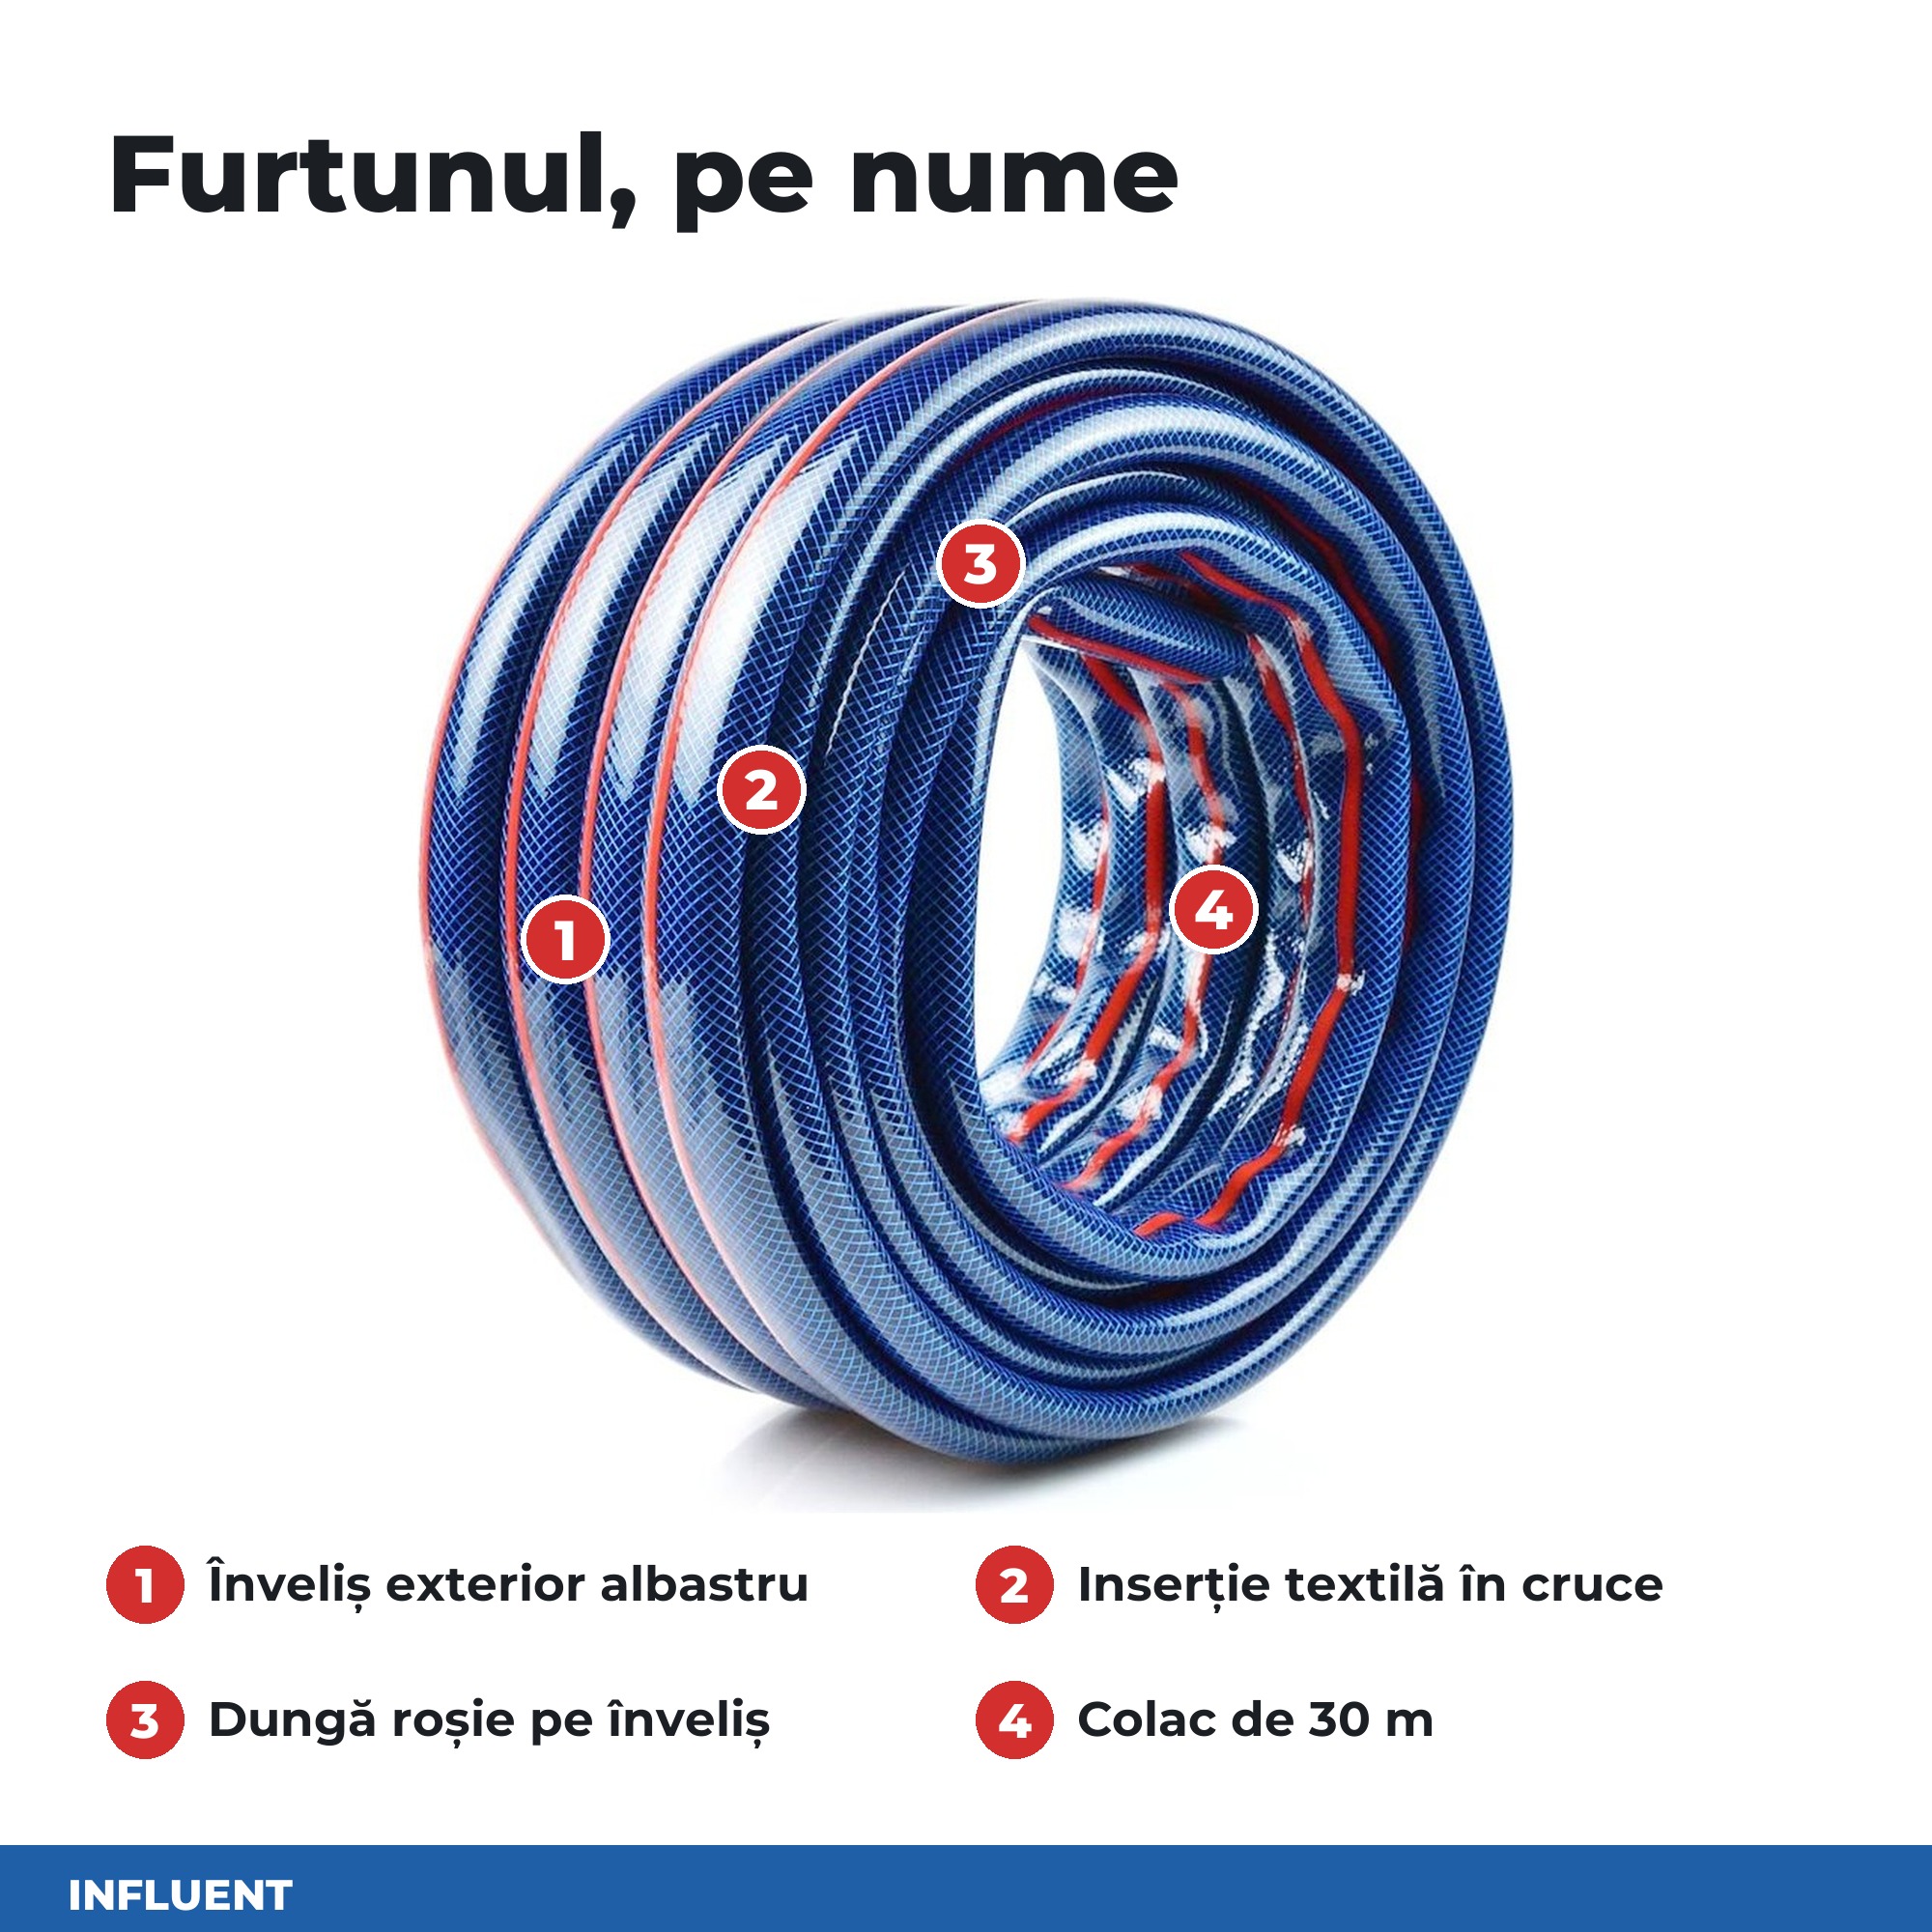 Furtunul, pe nume
3
2
4
1
1 Înveliș exterior albastru
2 Inserție textilă în cruce
3 Dungă roșie pe înveliș
4 Colac de 30 m
INFLUENT